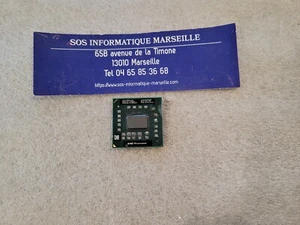 SOS INFORMATIQUE MARSEILLE
65B avenue de la Timone
13010 Marseille
Tel 04 65 85 36 68
https://www.sos-informatique-marseille.com/